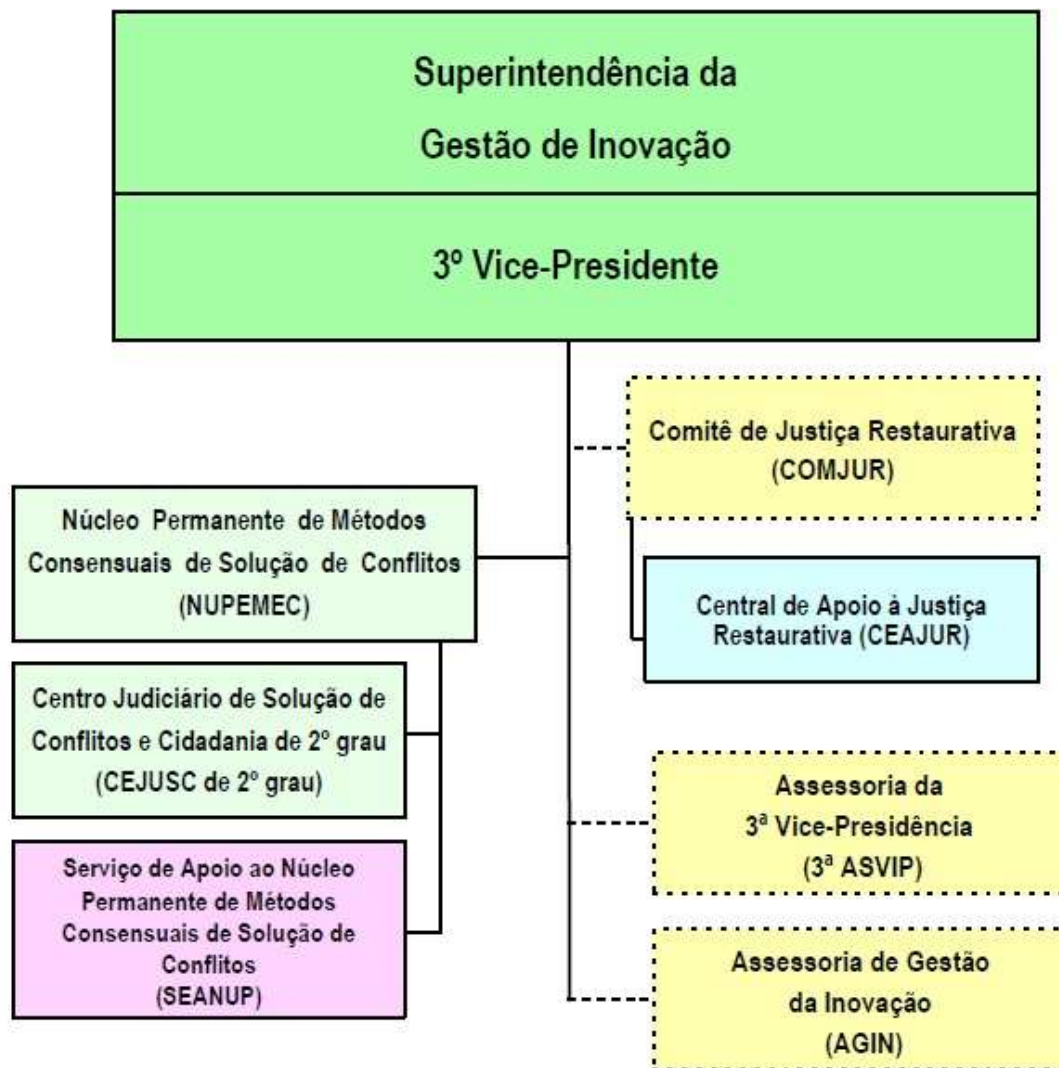 Superintendência da
Gestão de Inovação
3º Vice-Presidente
Comitê de Justiça Restaurativa
(COMJUR)
Núcleo Permanente de Métodos
Consensuais de Solução de Conflitos
(NUPEMEC)
Central de Apoio à Justiça
Restaurativa (CEAJUR)
Centro Judiciário de Solução de
Conflitos e Cidadania de 2º grau
(CEJUSC de 2º grau)
Assessoria da
3ª Vice-Presidência
(3ª ASVIP)
Serviço de Apoio ao Núcleo
Permanente de Métodos
Consensuais de Solução de
Conflitos
(SEANUP)
Assessoria de Gestão
da Inovação
(AGIN)